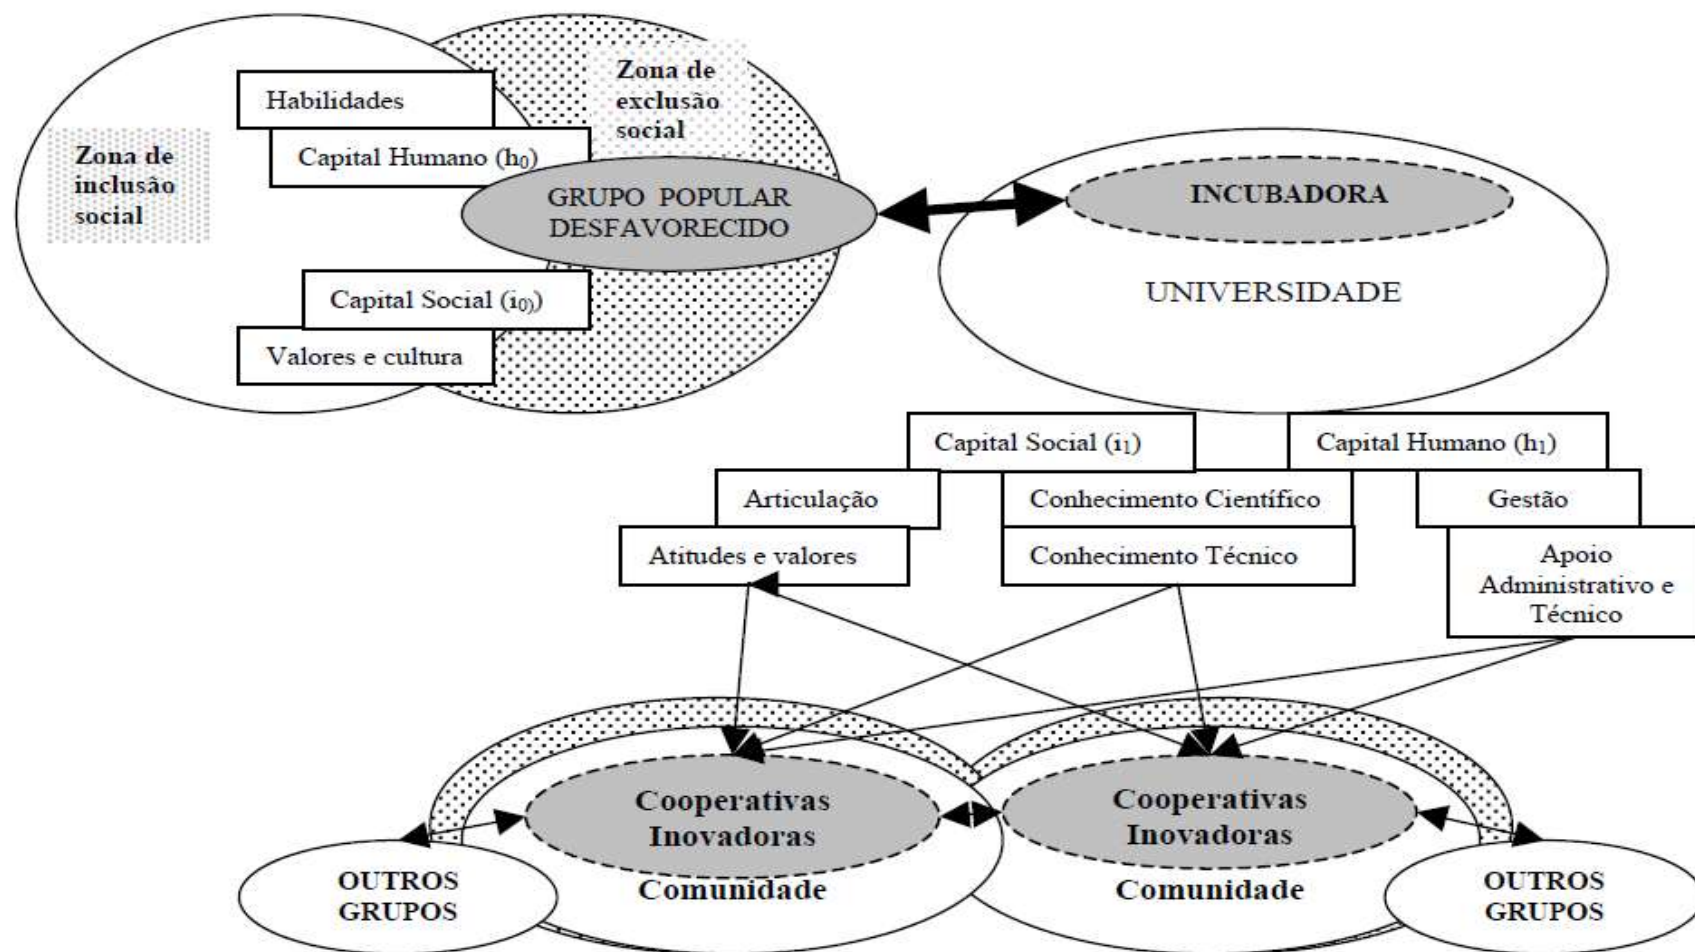 Zona de
exclusão
social
Habilidades
Capital Humano (h0)
Zona de
inclusão
social
GRUPO POPULAR
DESFAVORECIDO
INCUBADORA
UNIVERSIDADE
Capital Social (i0))
Valores e cultura
Capital Social (i1)
Capital Humano (h1)
Articulação
Conhecimento Científico
Gestão
Atitudes e valores
Conhecimento Técnico
Apoio
Administrativo e
Técnico
Cooperativas
Inovadoras
Comunidade
Cooperativas
Inovadoras
Comunidade
OUTROS
GRUPOS
OUTROS
GRUPOS